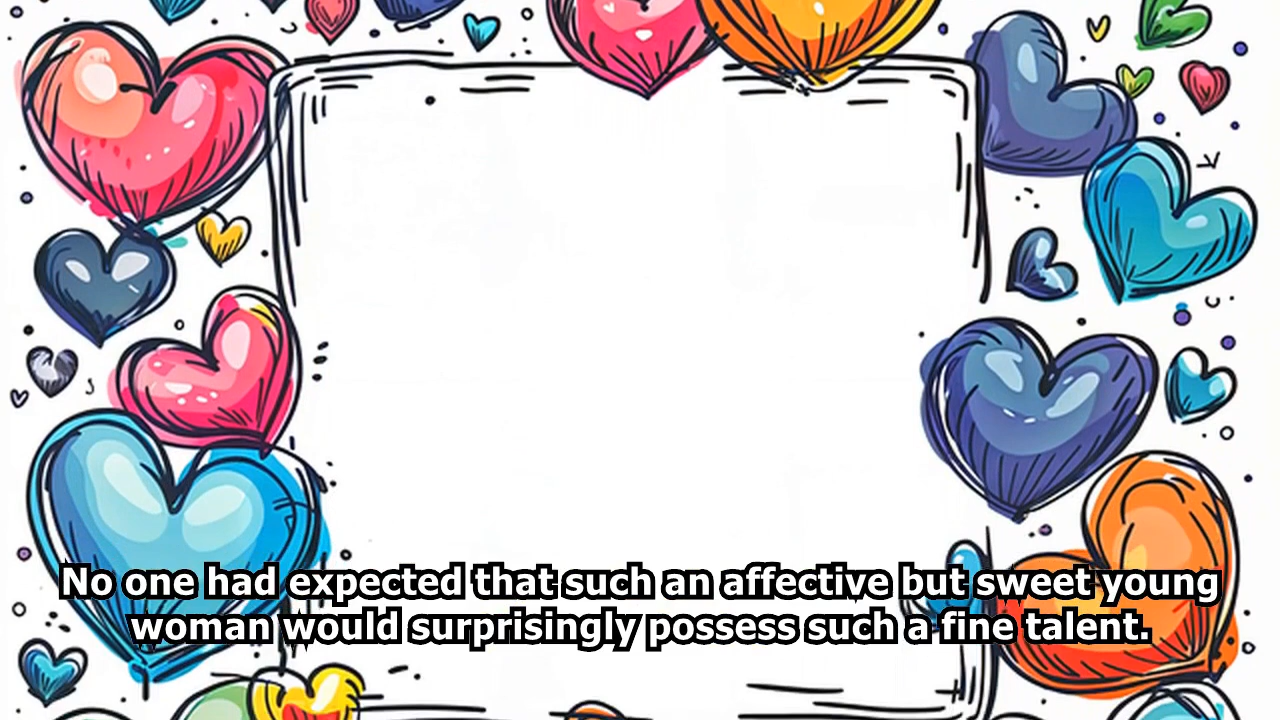 No one had expected that such an affective but sweet young
woman would surprisingly possess such a fine talent.